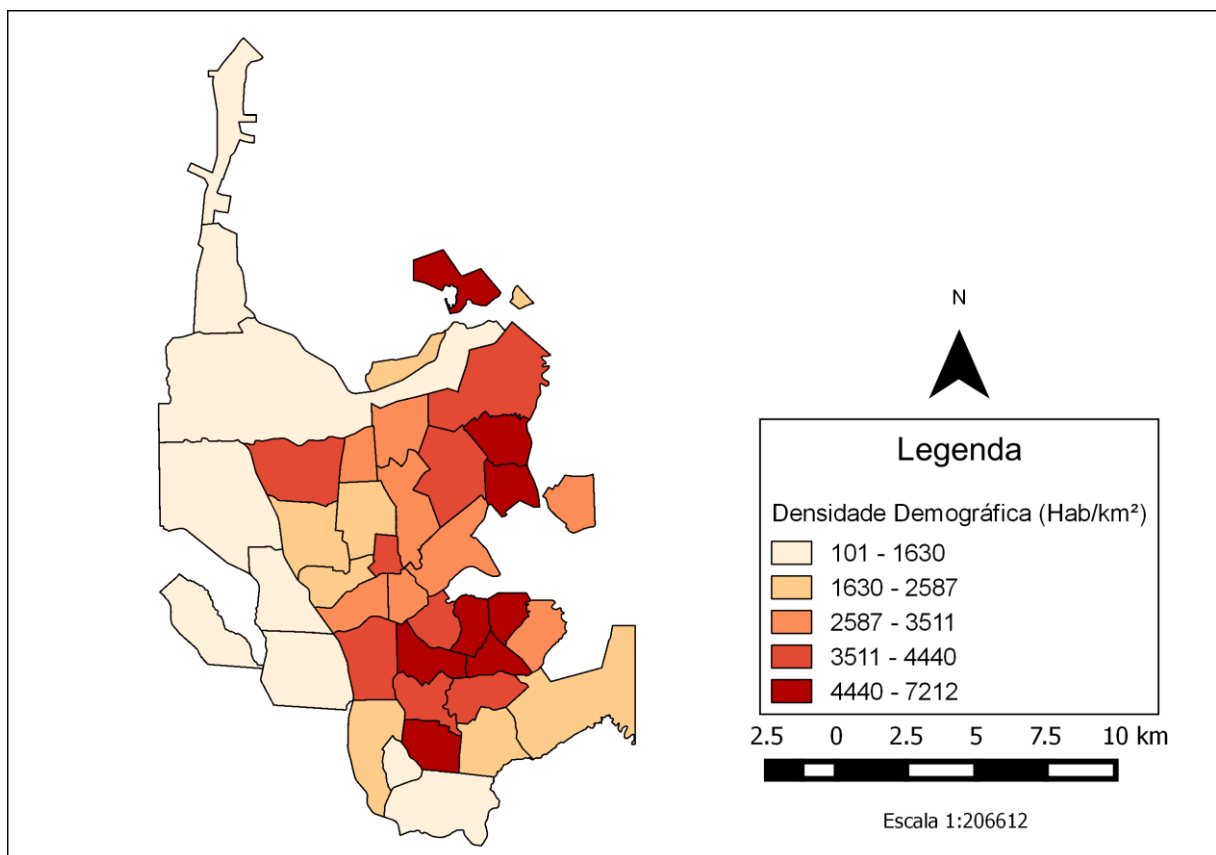 N
Legenda
Densidade Demográfica (Hab/km²)
101 - 1630
1630 - 2587
2587 - 3511
3511 - 4440
4440 - 7212
2.5 0 2.5 5 7.5 10 km
Escala 1:206612